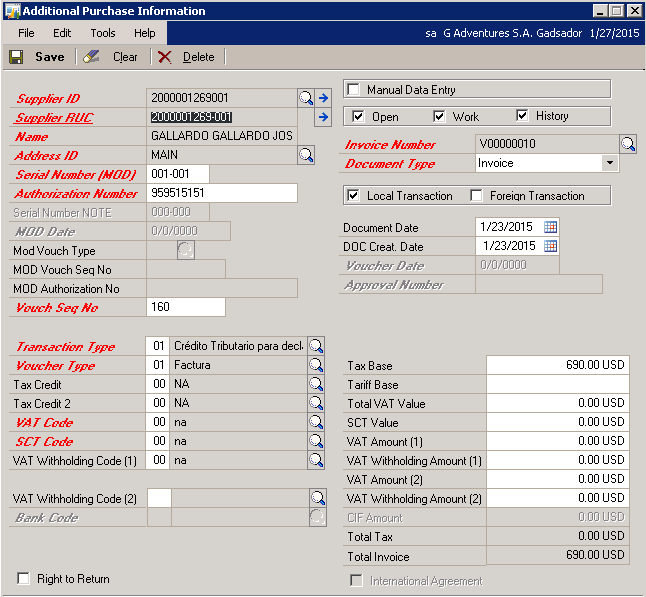 Additional Purchase Information
File Edit Tools Help
sa G Adventures S.A. Gadsador 1/27/2015
Save Clear Delete
Supplier ID 2000001269001
Supplier RUC 2000001269-001
Name GALLARDO GALLARDO JOS
Address ID MAIN
Serial Number (MOD) 001-001
Authorization Number 959515151
Serial Number NOTE 000-000
MOD Date 0/0/0000
Mod Vouch Type
MOD Vouch Seq No
MOD Authorization No
Vouch Seq No 160
Manual Data Entry
Open Work History
Invoice Number V00000010
Document Type Invoice
Local Transaction Foreign Transaction
Document Date 1/23/2015
DOC Creat. Date 1/23/2015
Voucher Date 0/0/0000
Approval Number
Transaction Type 01 Crédito Tributario para decla
Voucher Type 01 Factura
Tax Credit 00 NA
Tax Credit 2 00 NA
VAT Code 00 na
SCT Code 00 na
VAT Withholding Code (1) 00 na
VAT Withholding Code (2)
Bank Code
Right to Return
Tax Base 690.00 USD
Tariff Base
Total VAT Value 0.00 USD
SCT Value 0.00 USD
VAT Amount (1) 0.00 USD
VAT Withholding Amount (1) 0.00 USD
VAT Amount (2) 0.00 USD
VAT Withholding Amount (2) 0.00 USD
CIF Amount 0.00 USD
Total Tax 0.00 USD
Total Invoice 690.00 USD
International Agreement